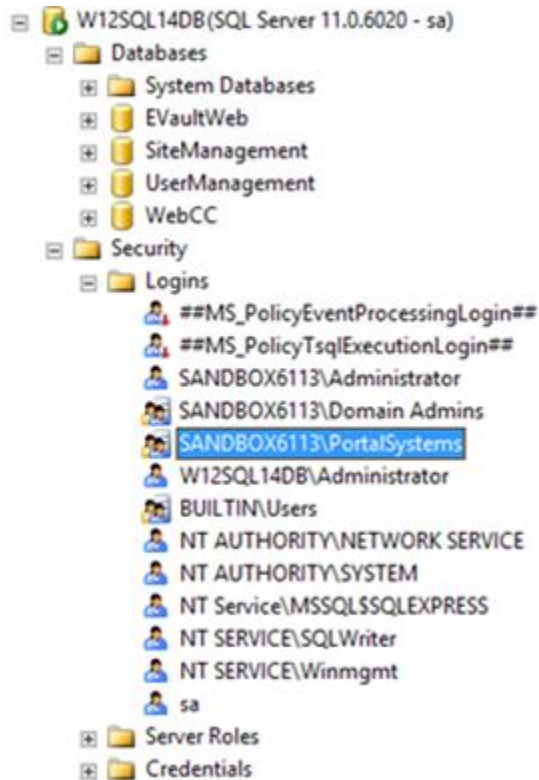 W12SQL14DB(SQL Server 11.0.6020 - sa)
Databases
System Databases
EVaultWeb
SiteManagement
UserManagement
WebCC
Security
Logins
##MS_PolicyEventProcessingLogin##
##MS_PolicyTsqlExecutionLogin##
SANDBOX6113\Administrator
SANDBOX6113\Domain Admins
SANDBOX6113\PortalSystems
W12SQL14DB\Administrator
BUILTIN\Users
NT AUTHORITY\NETWORK SERVICE
NT AUTHORITY\SYSTEM
NT Service\MSSQL$SQLEXPRESS
NT SERVICE\SQLWriter
NT SERVICE\Winmgmt
sa
Server Roles
Credentials